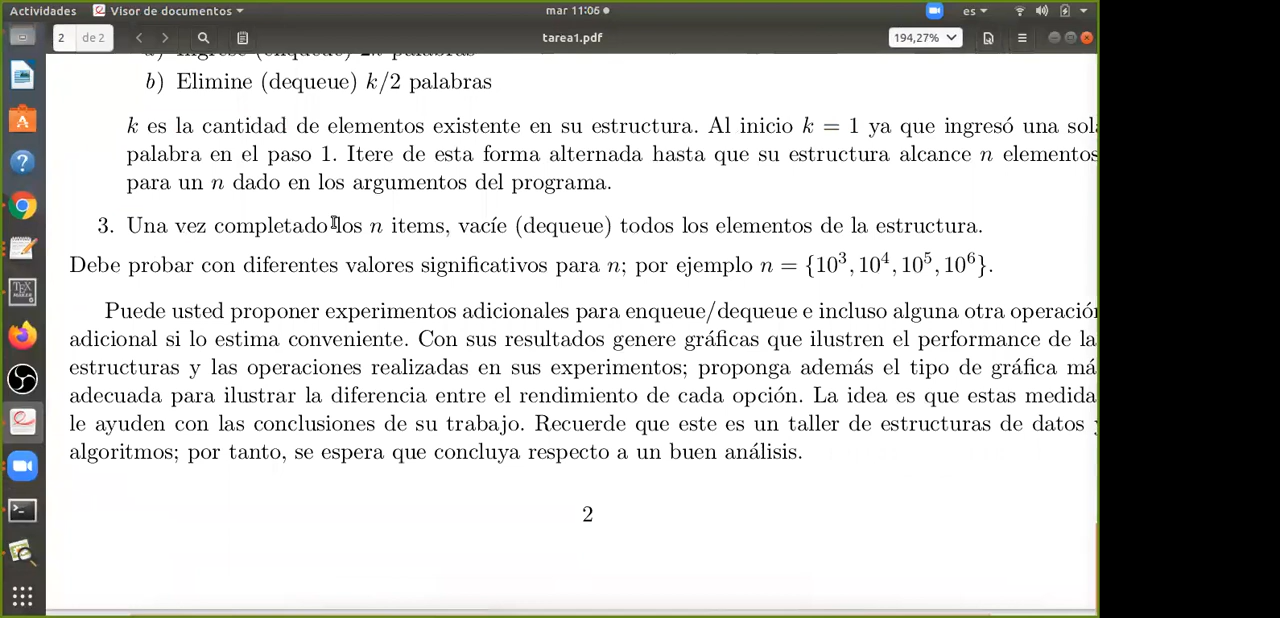 Actividades Visor de documentos mar 11:06 es
2 de 2 tarea1.pdf 194,27%
a) Ingrese (enqueue) 2k palabras
b) Elimine (dequeue) k/2 palabras
k es la cantidad de elementos existente en su estructura. Al inicio k = 1 ya que ingresó una sol
palabra en el paso 1. Itere de esta forma alternada hasta que su estructura alcance n elementos
para un n dado en los argumentos del programa.
3. Una vez completado los n items, vacíe (dequeue) todos los elementos de la estructura.
Debe probar con diferentes valores significativos para n; por ejemplo n = {10³, 10⁴, 10⁵, 10⁶}.
Puede usted proponer experimentos adicionales para enqueue/dequeue e incluso alguna otra operación
adicional si lo estima conveniente. Con sus resultados genere gráficas que ilustren el performance de la
estructuras y las operaciones realizadas en sus experimentos; proponga además el tipo de gráfica má
adecuada para ilustrar la diferencia entre el rendimiento de cada opción. La idea es que estas medida
le ayuden con las conclusiones de su trabajo. Recuerde que este es un taller de estructuras de datos y
algoritmos; por tanto, se espera que concluya respecto a un buen análisis.
2